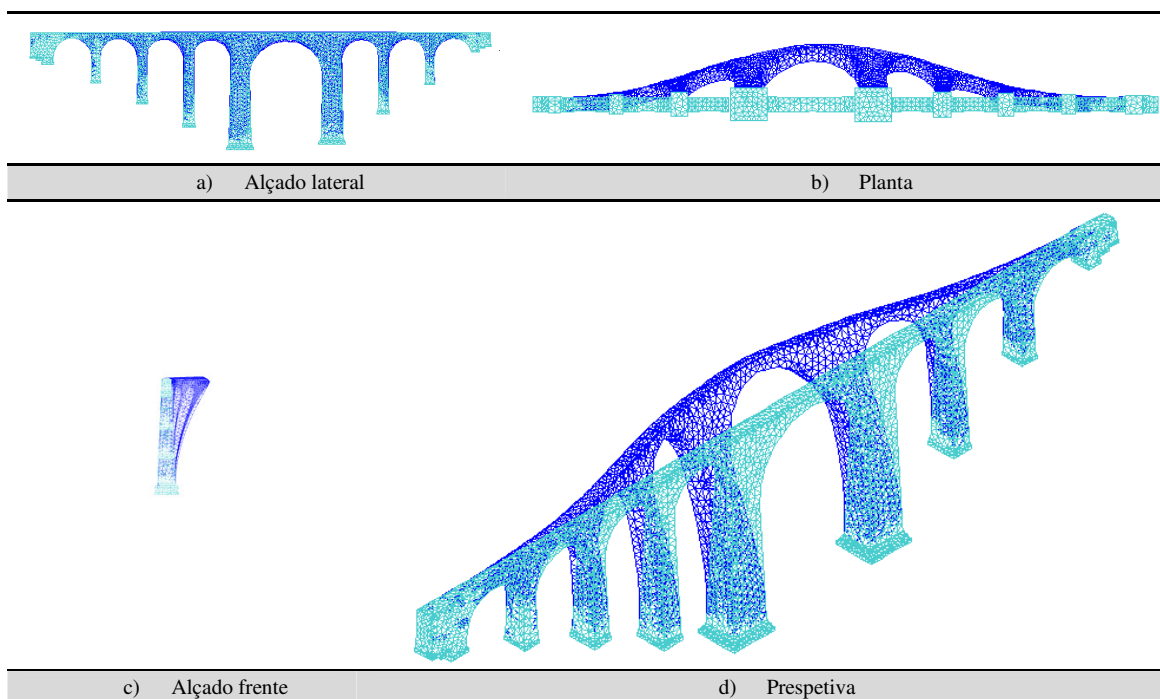 a) Alçado lateral
b) Planta
c) Alçado frente
d) Prespetiva